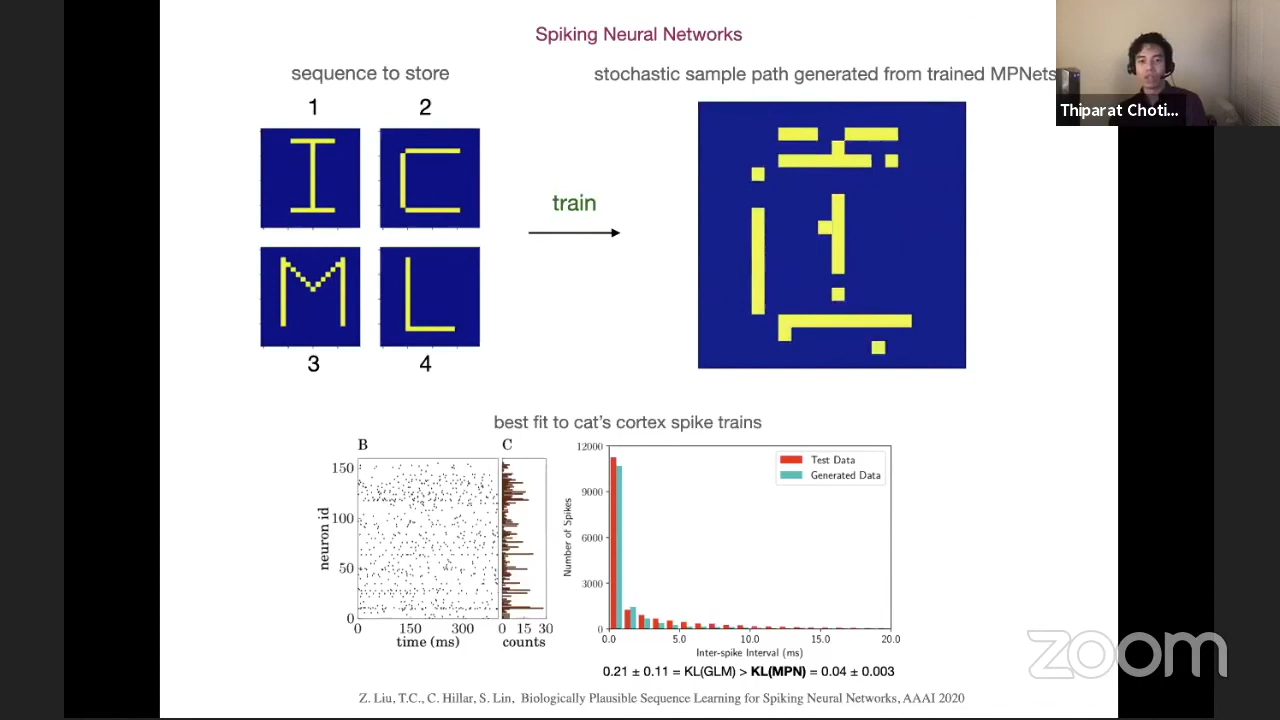 Spiking Neural Networks
sequence to store
stochastic sample path generated from trained MPNets
Thiparat Choti...
1
2
I
C
train
M
L
3
4
best fit to cat's cortex spike trains
B
C
neuron id
150
100
50
0
0
150
300
time (ms)
0
15
30
counts
Number of Spikes
12000
9000
6000
3000
0
Test Data
Generated Data
0.0
5.0
10.0
15.0
20.0
Inter-spike Interval (ms)
0.21 ± 0.11 = KL(GLM) > KL(MPN) = 0.04 ± 0.003
Z. Liu, T.C., C. Hillar, S. Lin, Biologically Plausible Sequence Learning for Spiking Neural Networks, AAAI 2020
zoom